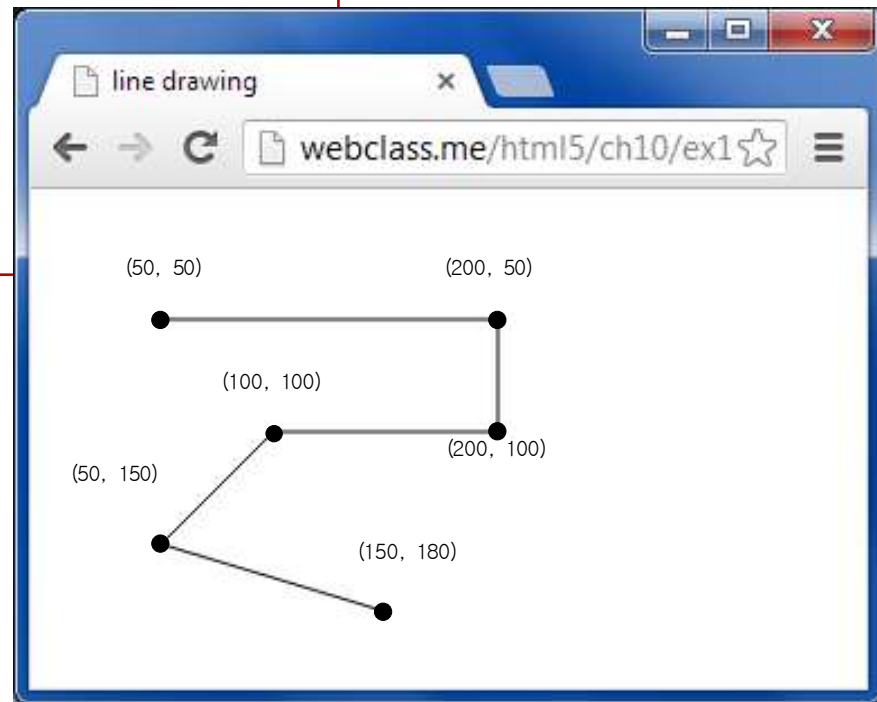 line drawing
webclass.me/html5/ch10/ex1
(50, 50) (200, 50)
(100, 100)
(200, 100)
(50, 150)
(150, 180)